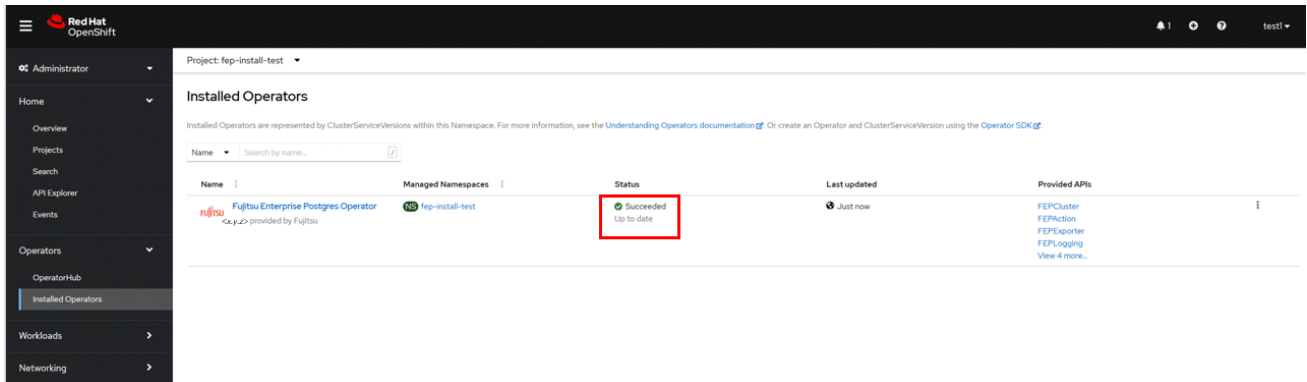 Red Hat
OpenShift
1
test1
Administrator
Project: fep-install-test
Home
Overview
Projects
Search
API Explorer
Events
Operators
OperatorHub
Installed Operators
Workloads
Networking
Installed Operators
Installed Operators are represented by ClusterServiceVersions within this Namespace. For more information, see the Understanding Operators documentation. Or create an Operator and ClusterServiceVersion using the Operator SDK.
Name
Search by name...
/
Name
Managed Namespaces
Status
Last updated
Provided APIs
FUJITSU
Fujitsu Enterprise Postgres Operator
<x.y.z> provided by Fujitsu
NS fep-install-test
Succeeded
Up to date
Just now
FEPCluster
FEPAction
FEPExporter
FEPLogging
View 4 more...